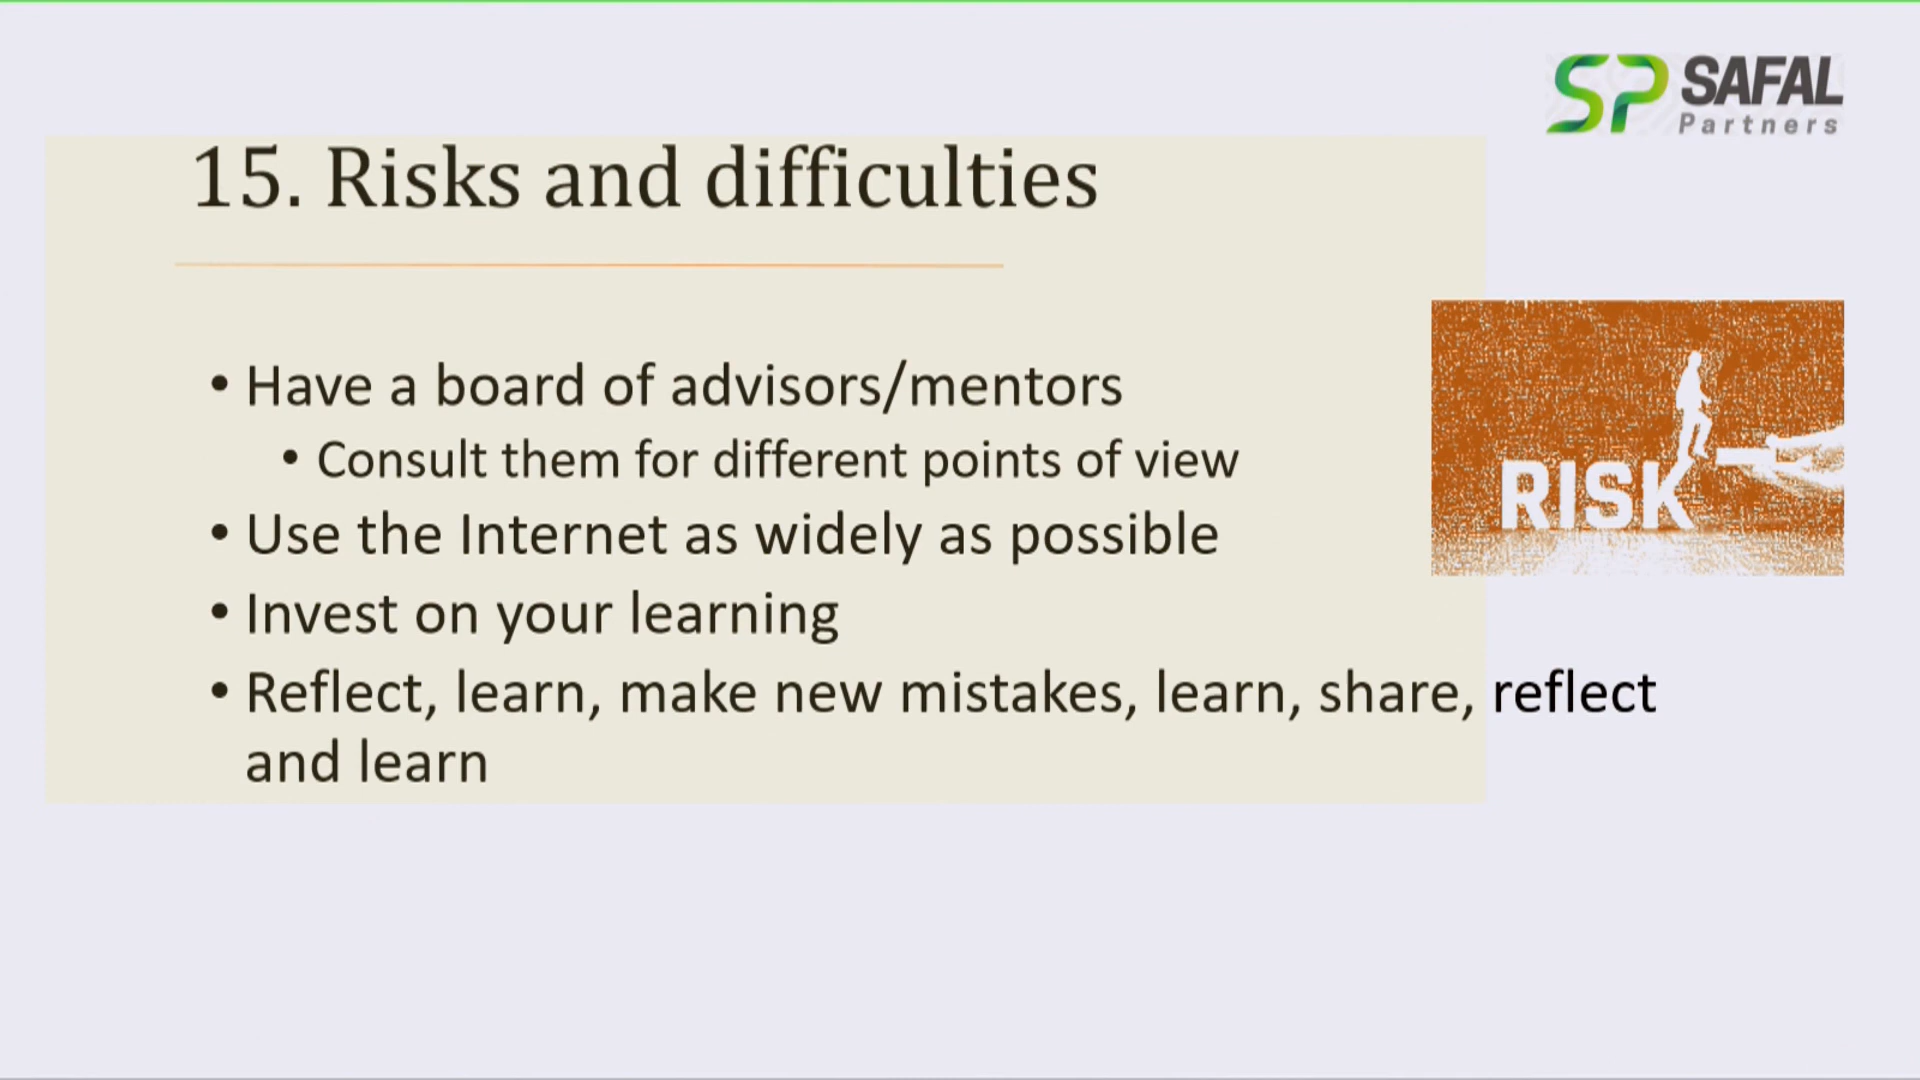 SP SAFAL
Partners
15. Risks and difficulties
• Have a board of advisors/mentors
• Consult them for different points of view
• Use the Internet as widely as possible
• Invest on your learning
• Reflect, learn, make new mistakes, learn, share, reflect
and learn
RISK